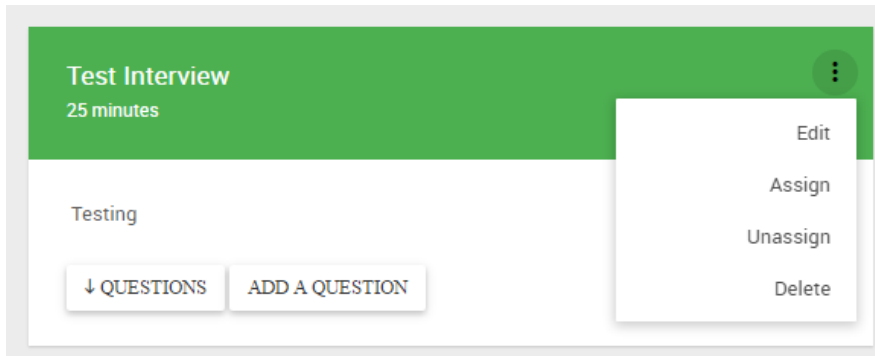 Test Interview
25 minutes
Edit
Assign
Unassign
Delete
Testing
↓ QUESTIONS
ADD A QUESTION